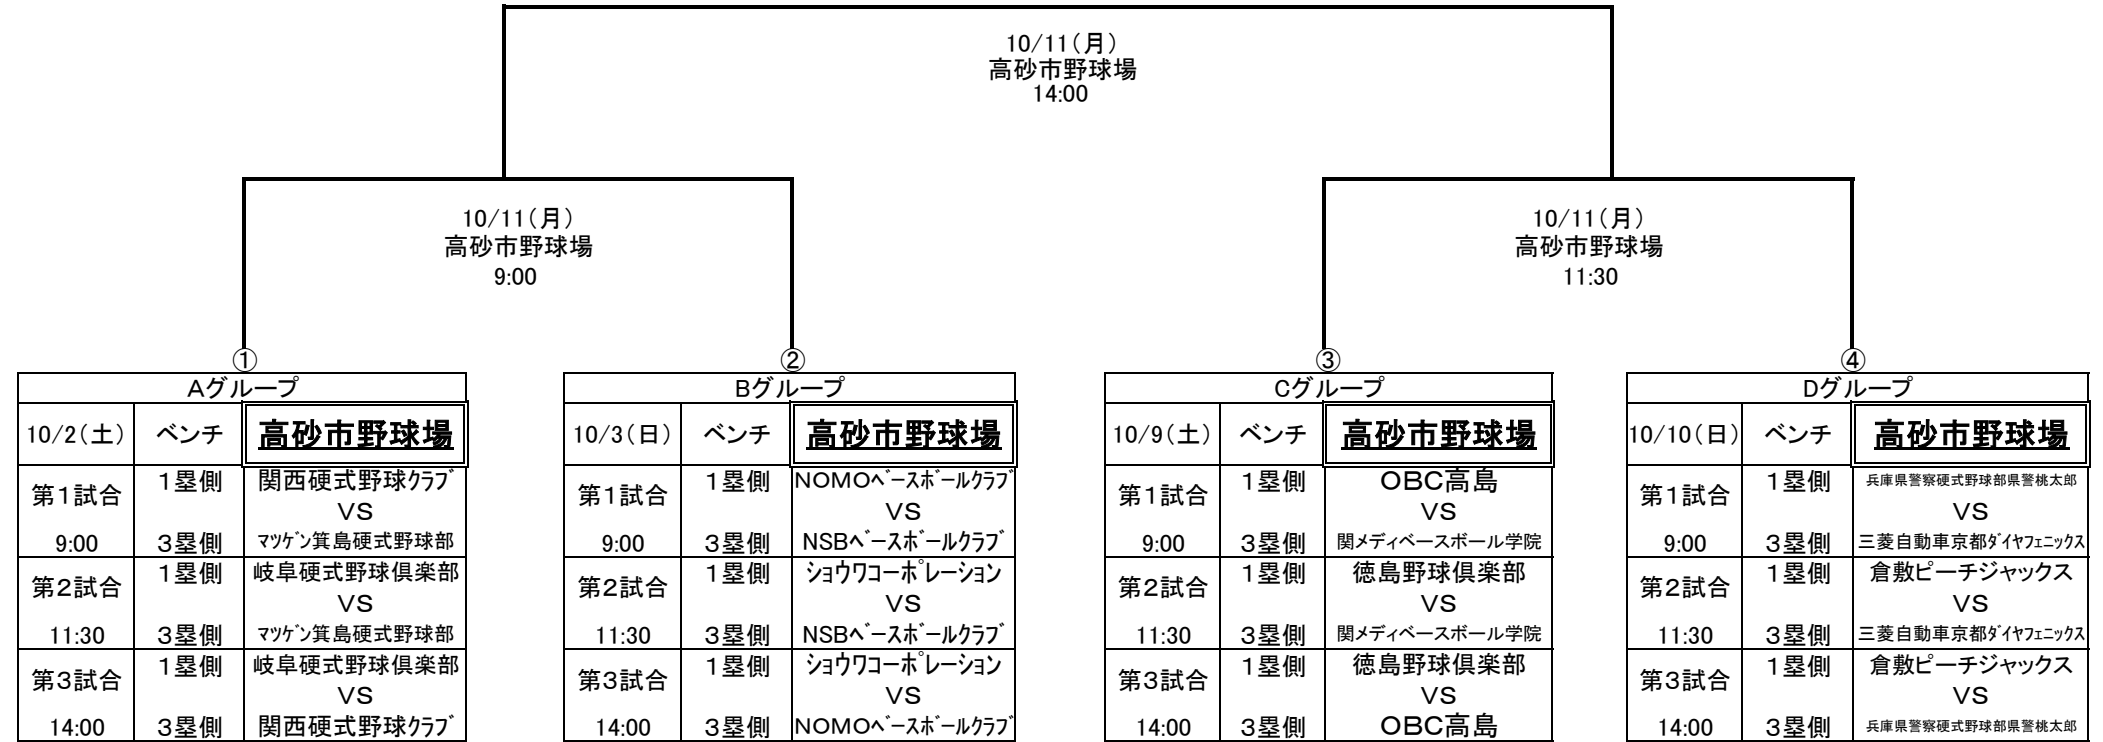 10/11(月)
高砂市野球場
14:00
10/11(月)
高砂市野球場
9:00
10/11(月)
高砂市野球場
11:30
①
Aグループ
10/2(土) ベンチ 高砂市野球場
第1試合 1塁側 関西硬式野球クラブ
VS
9:00 3塁側 マツゲン箕島硬式野球部
第2試合 1塁側 岐阜硬式野球倶楽部
VS
11:30 3塁側 マツゲン箕島硬式野球部
第3試合 1塁側 岐阜硬式野球倶楽部
VS
14:00 3塁側 関西硬式野球クラブ
②
Bグループ
10/3(日) ベンチ 高砂市野球場
第1試合 1塁側 NOMOベースボールクラブ
VS
9:00 3塁側 NSBベースボールクラブ
第2試合 1塁側 ショウワコーポレーション
VS
11:30 3塁側 NSBベースボールクラブ
第3試合 1塁側 ショウワコーポレーション
VS
14:00 3塁側 NOMOベースボールクラブ
③
Cグループ
10/9(土) ベンチ 高砂市野球場
第1試合 1塁側 OBC高島
VS
9:00 3塁側 関メディベースボール学院
第2試合 1塁側 徳島野球倶楽部
VS
11:30 3塁側 関メディベースボール学院
第3試合 1塁側 徳島野球倶楽部
VS
14:00 3塁側 OBC高島
④
Dグループ
10/10(日) ベンチ 高砂市野球場
第1試合 1塁側 兵庫県警察硬式野球部県警桃太郎
VS
9:00 3塁側 三菱自動車京都ダイヤフェニックス
第2試合 1塁側 倉敷ピーチジャックス
VS
11:30 3塁側 三菱自動車京都ダイヤフェニックス
第3試合 1塁側 倉敷ピーチジャックス
VS
14:00 3塁側 兵庫県警察硬式野球部県警桃太郎